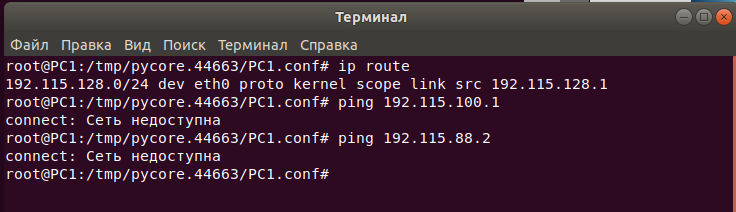 Терминал
Файл Правка Вид Поиск Терминал Справка
root@PC1:/tmp/pycore.44663/PC1.conf# ip route
192.115.128.0/24 dev eth0 proto kernel scope link src 192.115.128.1
root@PC1:/tmp/pycore.44663/PC1.conf# ping 192.115.100.1
connect: Сеть недоступна
root@PC1:/tmp/pycore.44663/PC1.conf# ping 192.115.88.2
connect: Сеть недоступна
root@PC1:/tmp/pycore.44663/PC1.conf#